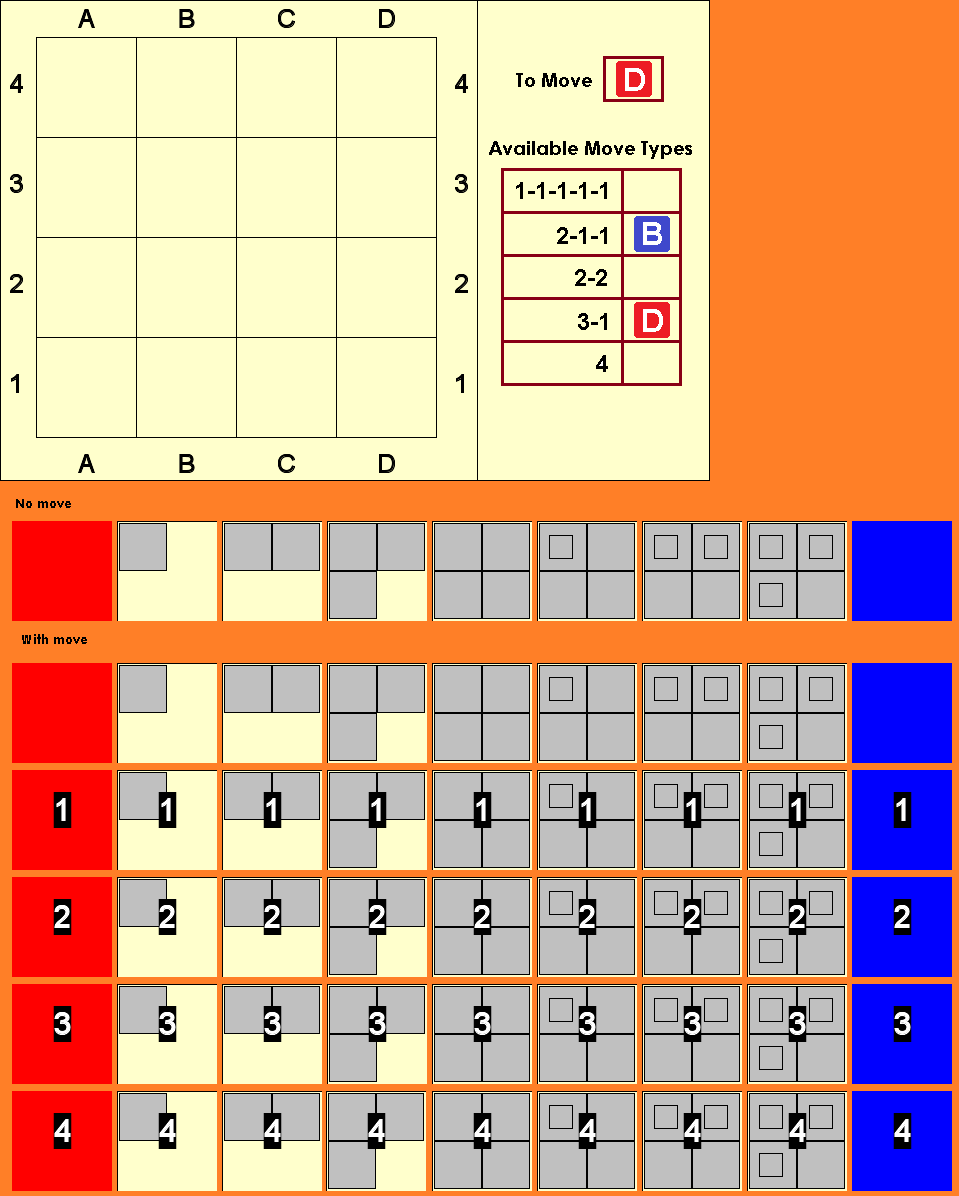 A B C D
4 4
To Move D
Available Move Types
3 3
1-1-1-1-1
2-1-1 B
2 2
2-2
3-1 D
4
1 1
A B C D
No move
With move
1 1 1 1 1 1 1 1 1
2 2 2 2 2 2 2 2 2
3 3 3 3 3 3 3 3 3
4 4 4 4 4 4 4 4 4